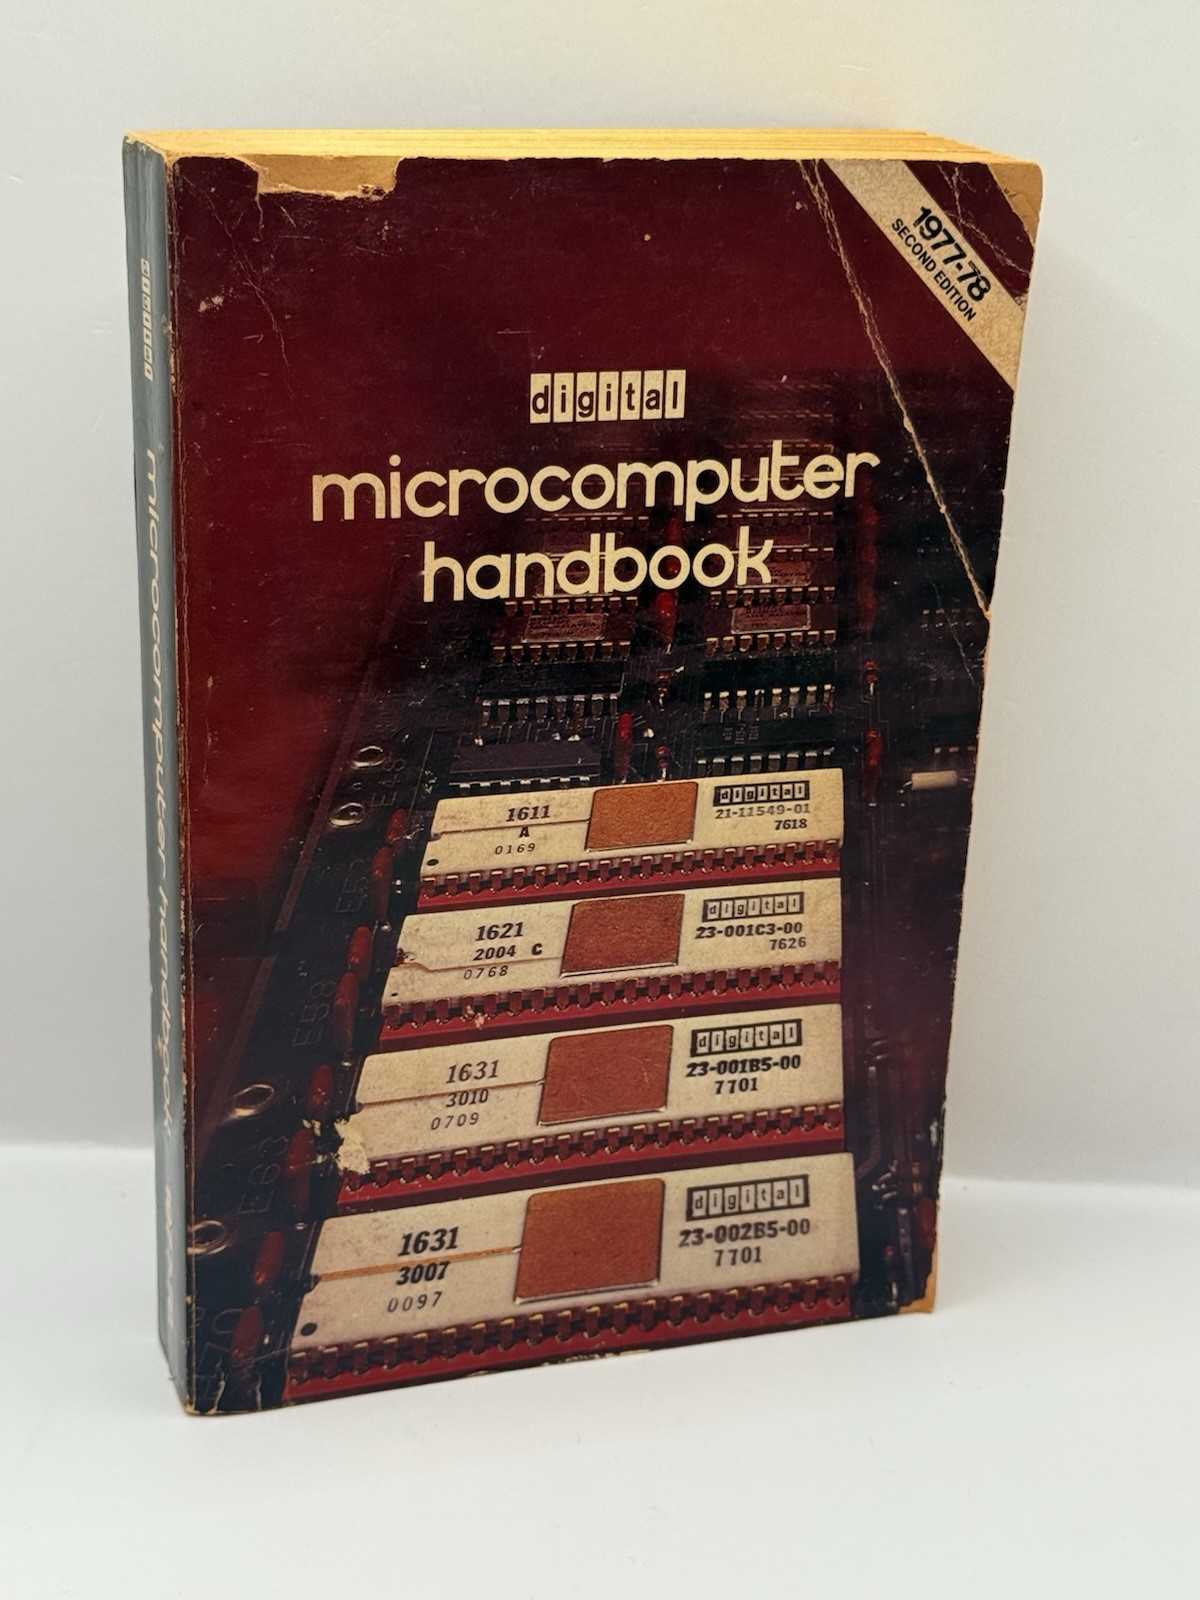 1977-78
SECOND EDITION
digital
microcomputer
handbook
digital
microcomputer handbook
1611
A
0169
digital
21-11549-01
7618
1621
2004 C
0768
digital
23-001C3-00
7626
1631
3010
0709
digital
23-001B5-00
7701
1631
3007
0097
digital
23-002B5-00
7701
E63